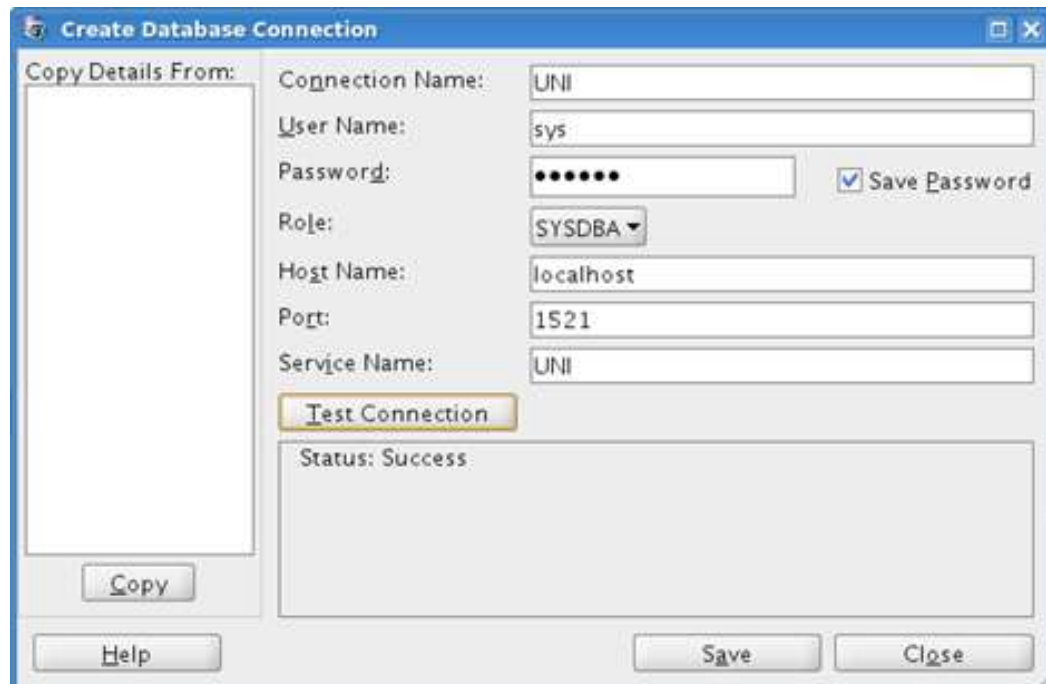 Create Database Connection
Copy Details From:
Connection Name: UNI
User Name: sys
Password: ●●●●●● Save Password
Role: SYSDBA
Host Name: localhost
Port: 1521
Service Name: UNI
Test Connection
Status: Success
Copy
Help Save Close